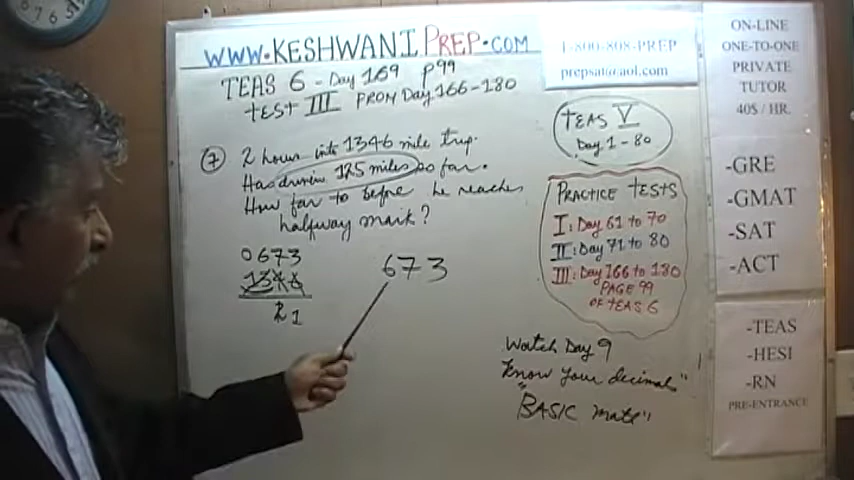 WWW.KESHWANIPREP.COM
TEAS 6 - Day 169 P99
TEST III FROM Day 166-180
1-800-808-PREP
prepsat@aol.com
ON-LINE
ONE-TO-ONE
PRIVATE
TUTOR
40$ / HR.
-GRE
-GMAT
-SAT
-ACT
-TEAS
-HESI
-RN
PRE-ENTRANCE
TEAS V
Day 1-80
7 2 hours into 1346 mile trip.
Has driven 125 miles so far.
How far to before he reaches
halfway mark?
0673
1346
21
673
PRACTICE TESTS
I: Day 61 to 70
II: Day 71 to 80
III: Day 166 to 180
PAGE 99
OF TEAS 6
Watch Day 9
"Know your decimals"
"BASIC Math"